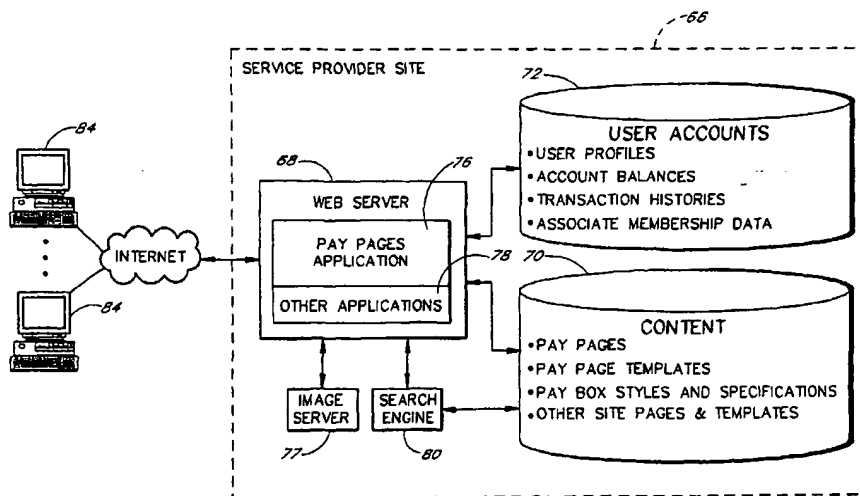 66
SERVICE PROVIDER SITE
72
USER ACCOUNTS
•USER PROFILES
•ACCOUNT BALANCES
•TRANSACTION HISTORIES
•ASSOCIATE MEMBERSHIP DATA
84
68
76
WEB SERVER
PAY PAGES
APPLICATION
78
OTHER APPLICATIONS
INTERNET
84
70
CONTENT
•PAY PAGES
•PAY PAGE TEMPLATES
•PAY BOX STYLES AND SPECIFICATIONS
•OTHER SITE PAGES & TEMPLATES
IMAGE
SERVER
77
SEARCH
ENGINE
80